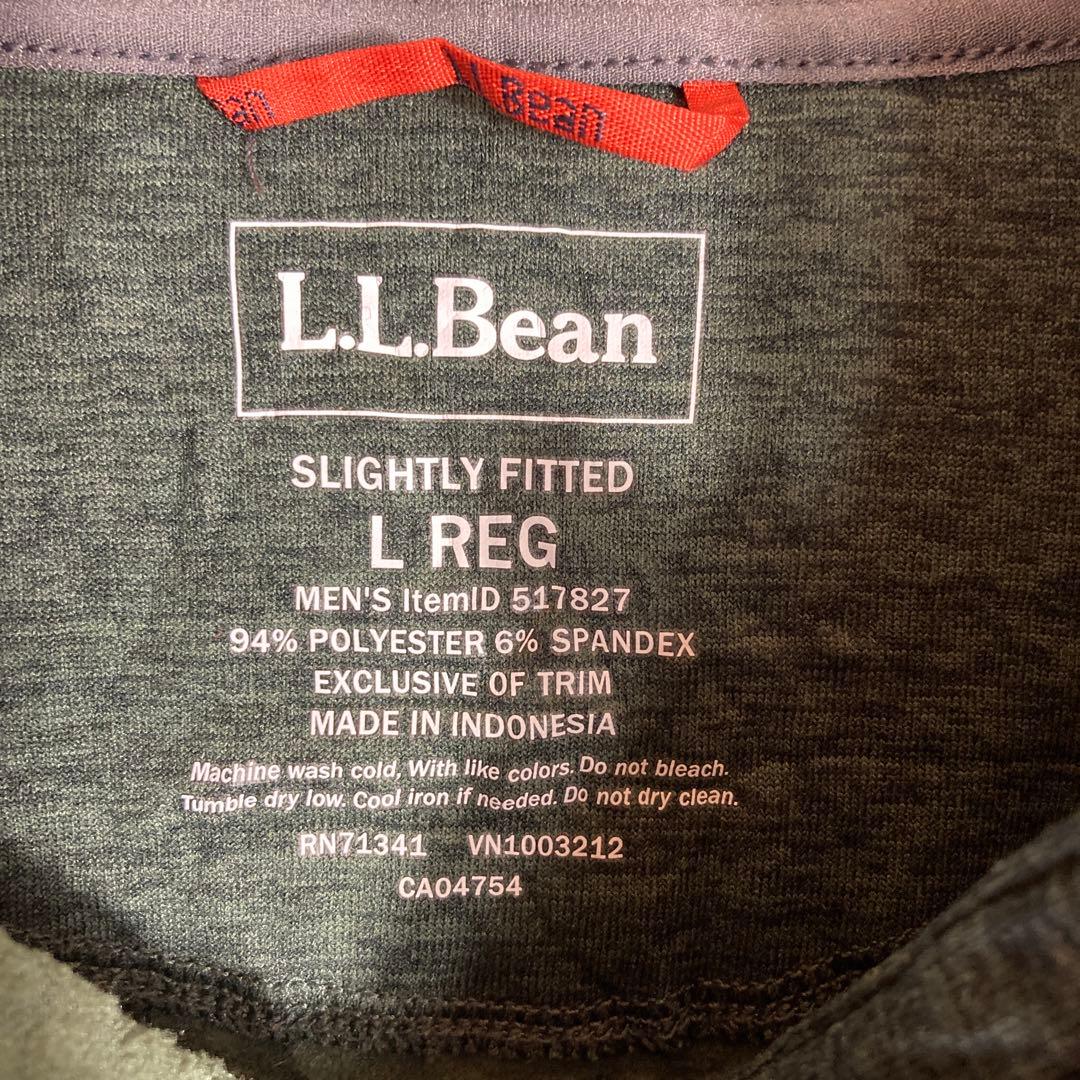 Bean
L.L.Bean
SLIGHTLY FITTED
L REG
MEN'S ItemID 517827
94% POLYESTER 6% SPANDEX
EXCLUSIVE OF TRIM
MADE IN INDONESIA
Machine wash cold, With like colors. Do not bleach.
Tumble dry low. Cool iron if needed. Do not dry clean.
RN71341 VN1003212
CA04754